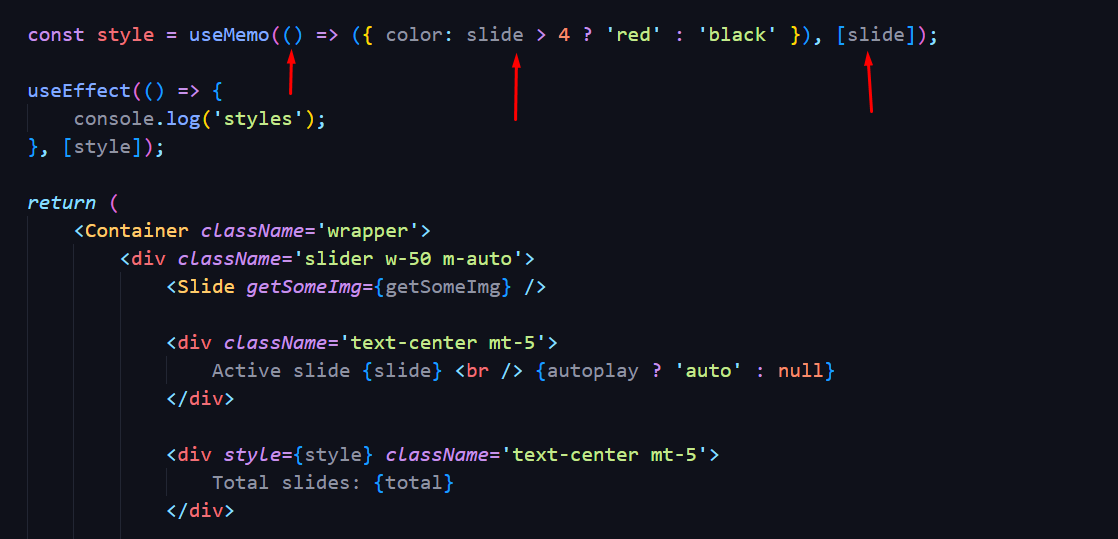 const style = useMemo(() => ({ color: slide > 4 ? 'red' : 'black' }), [slide]);
useEffect(() => {
console.log('styles');
}, [style]);
return (
<Container className='wrapper'>
<div className='slider w-50 m-auto'>
<Slide getSomeImg={getSomeImg} />
<div className='text-center mt-5'>
Active slide {slide} <br /> {autoplay ? 'auto' : null}
</div>
<div style={style} className='text-center mt-5'>
Total slides: {total}
</div>